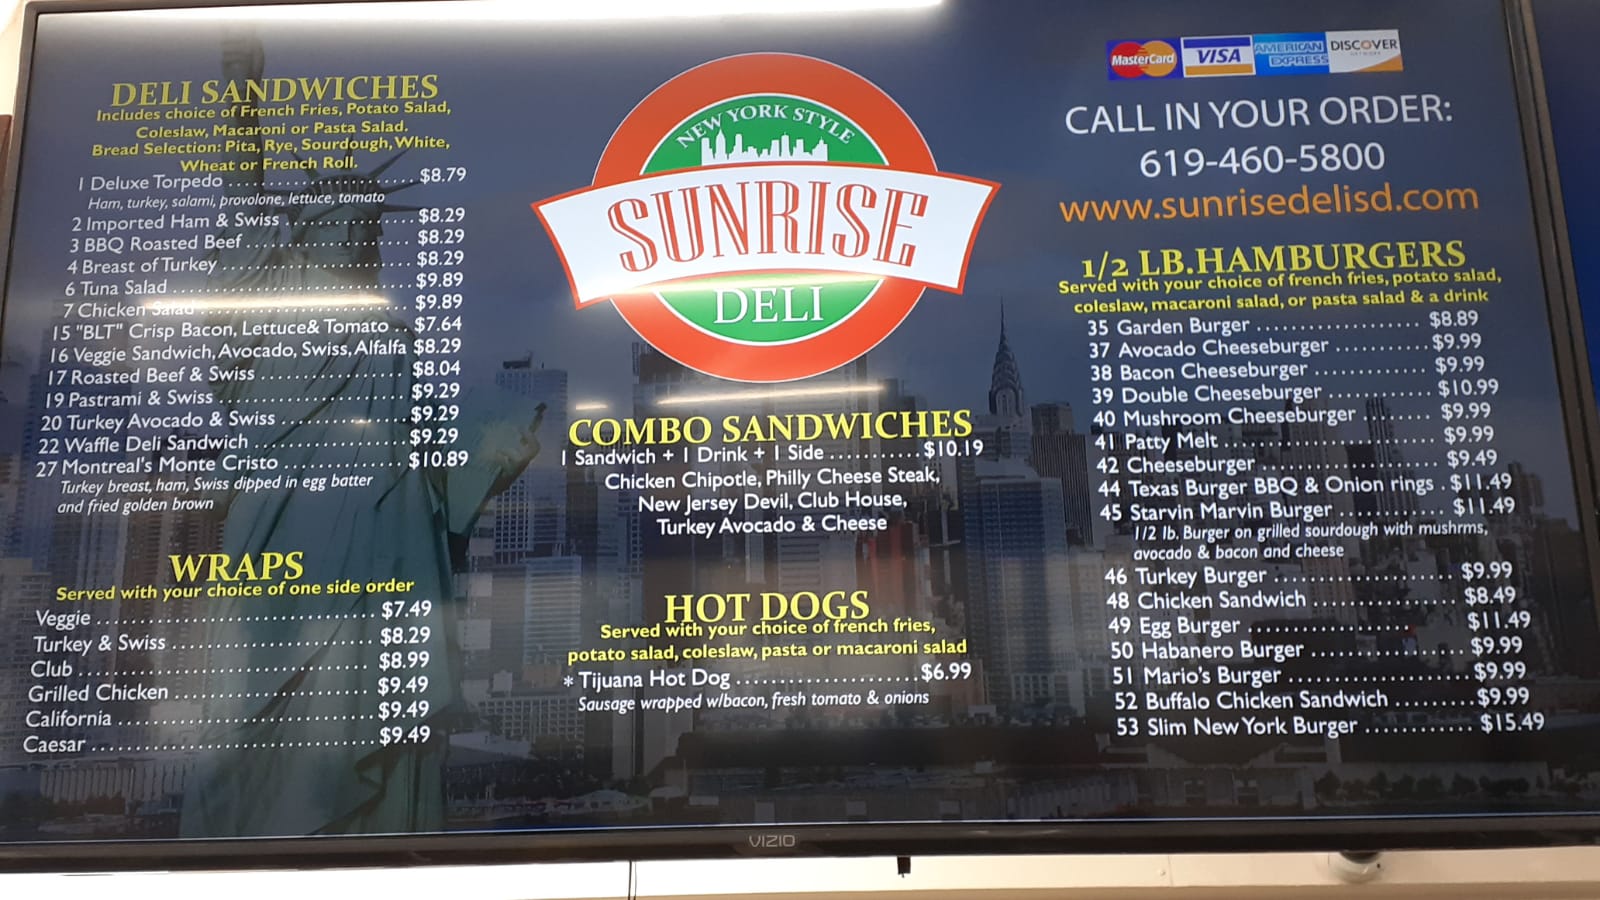 DELI SANDWICHES
Includes choice of French Fries, Potato Salad,
Coleslaw, Macaroni or Pasta Salad.
Bread Selection: Pita, Rye, Sourdough, White,
Wheat or French Roll.
1 Deluxe Torpedo ........................ $8.79
Ham, turkey, salami, provolone, lettuce, tomato
2 Imported Ham & Swiss ................ $8.29
3 BBQ Roasted Beef ..................... $8.29
4 Breast of Turkey ........................ $8.29
6 Tuna Salad .............................. $9.89
7 Chicken Salad .......................... $9.89
15 "BLT" Crisp Bacon, Lettuce& Tomato .. $7.64
16 Veggie Sandwich, Avocado, Swiss, Alfalfa $8.29
17 Roasted Beef & Swiss .................. $8.04
19 Pastrami & Swiss ........................ $9.29
20 Turkey Avocado & Swiss ................ $9.29
22 Waffle Deli Sandwich ................... $9.29
27 Montreal's Monte Cristo ............... $10.89
Turkey breast, ham, Swiss dipped in egg batter
and fried golden brown
WRAPS
Served with your choice of one side order
Veggie .................................... $7.49
Turkey & Swiss .......................... $8.29
Club ...................................... $8.99
Grilled Chicken ......................... $9.49
California ................................. $9.49
Caesar .................................... $9.49
NEW YORK STYLE
SUNRISE
DELI
COMBO SANDWICHES
1 Sandwich + 1 Drink + 1 Side ........... $10.19
Chicken Chipotle, Philly Cheese Steak,
New Jersey Devil, Club House,
Turkey Avocado & Cheese
HOT DOGS
Served with your choice of french fries,
potato salad, coleslaw, pasta or macaroni salad
* Tijuana Hot Dog ....................... $6.99
Sausage wrapped w/bacon, fresh tomato & onions
MasterCard VISA AMERICAN EXPRESS DISCOVER NETWORK
CALL IN YOUR ORDER:
619-460-5800
www.sunrisedelisd.com
1/2 LB.HAMBURGERS
Served with your choice of french fries, potato salad,
coleslaw, macaroni salad, or pasta salad & a drink
35 Garden Burger ..................... $8.89
37 Avocado Cheeseburger ............ $9.99
38 Bacon Cheeseburger .............. $9.99
39 Double Cheeseburger ............. $10.99
40 Mushroom Cheeseburger ......... $9.99
41 Patty Melt ........................... $9.99
42 Cheeseburger ....................... $9.49
44 Texas Burger BBQ & Onion rings . $11.49
45 Starvin Marvin Burger ............. $11.49
1/2 lb. Burger on grilled sourdough with mushrms,
avocado & bacon and cheese
46 Turkey Burger ....................... $9.99
48 Chicken Sandwich .................. $8.49
49 Egg Burger ........................... $11.49
50 Habanero Burger ................... $9.99
51 Mario's Burger ....................... $9.99
52 Buffalo Chicken Sandwich ......... $9.99
53 Slim New York Burger ............. $15.49
VIZIO